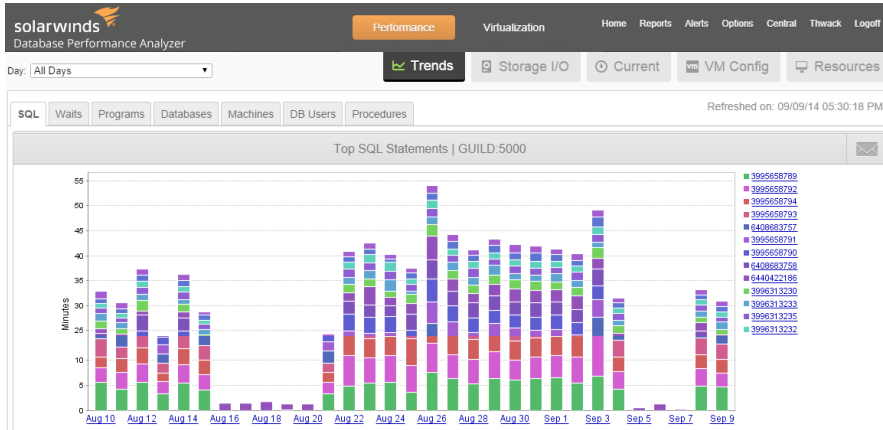 solarwinds
Database Performance Analyzer
Performance
Virtualization
Home Reports Alerts Options Central Thwack Logoff
Day: All Days
Trends
Storage I/O
Current
vm VM Config
Resources
SQL Waits Programs Databases Machines DB Users Procedures
Refreshed on: 09/09/14 05:30:18 PM
Top SQL Statements | GUILD:5000
Minutes
55
50
45
40
35
30
25
10
5
0
Aug 10 Aug 12 Aug 14 Aug 16 Aug 18 Aug 20 Aug 22 Aug 24 Aug 26 Aug 28 Aug 30 Sep 1 Sep 3 Sep 5 Sep 7 Sep 9
3995658789
3995658792
3995658794
3995658793
6408683757
3995658791
3995658790
6408683758
6440422186
3996313230
3996313233
3996313235
3996313232